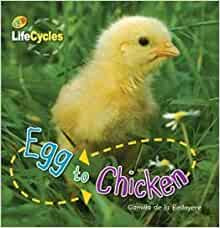 LifeCycles
Egg to Chicken
Camilla de la Bédoyère